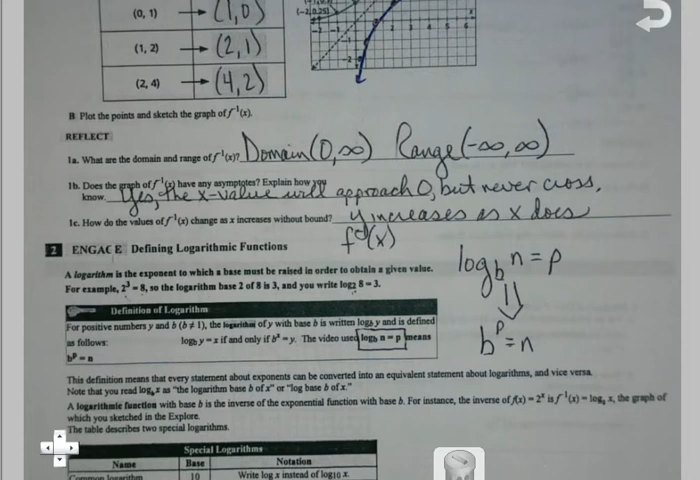 (0, 1) → (1,0)
(-2,0.25)
(1, 2) → (2,1)
(2, 4) → (4,2)
B Plot the points and sketch the graph of f⁻¹(x).
REFLECT
1a. What are the domain and range of f⁻¹(x)? Domain (0,∞) Range (-∞,∞)
1b. Does the graph of f⁻¹(x) have any asymptotes? Explain how you
know. Yes, the x-value will approach 0, but never cross.
1c. How do the values of f⁻¹(x) change as x increases without bound? y increases as x does
f⁻¹(x)
2 ENGAGE Defining Logarithmic Functions
A logarithm is the exponent to which a base must be raised in order to obtain a given value.
For example, 2³ = 8, so the logarithm base 2 of 8 is 3, and you write log₂ 8 = 3.
log_b n = p
Definition of Logarithm
For positive numbers y and b (b ≠ 1), the logarithm of y with base b is written log_b y and is defined
as follows: log_b y = x if and only if bˣ = y. The video used log_b n = p means
bᵖ = n
bᵖ = n
This definition means that every statement about exponents can be converted into an equivalent statement about logarithms, and vice versa.
Note that you read log_b x as "the logarithm base b of x" or "log base b of x."
A logarithmic function with base b is the inverse of the exponential function with base b. For instance, the inverse of f(x) = 2ˣ is f⁻¹(x) = log₂ x, the graph of
which you sketched in the Explore.
The table describes two special logarithms.
Special Logarithms
Name Base Notation
Common logarithm 10 Write log x instead of log₁₀ x.